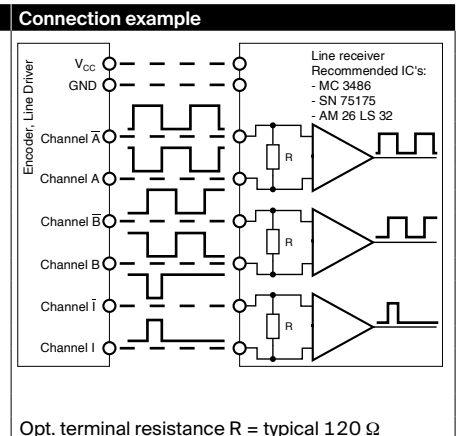 Connection example
Encoder, Line Driver
V_CC
GND
Channel A̅
Channel A
Channel B̅
Channel B
Channel I̅
Channel I
Line receiver
Recommended IC's:
- MC 3486
- SN 75175
- AM 26 LS 32
R
R
R
Opt. terminal resistance R = typical 120 Ω